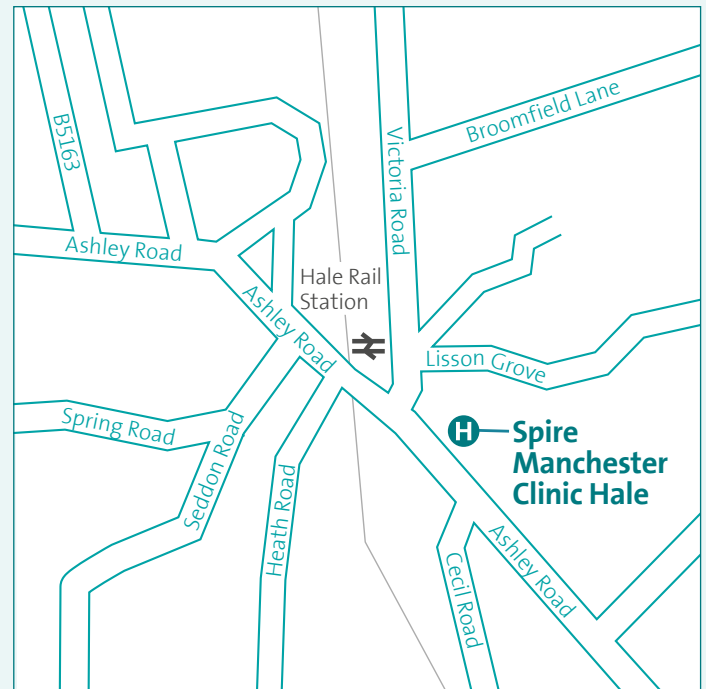 B5163
Victoria Road
Broomfield Lane
Ashley Road
Hale Rail
Station
Ashley Road
Lisson Grove
Spring Road
Seddon Road
H
Spire
Manchester
Clinic Hale
Heath Road
Ashley Road
Cecil Road